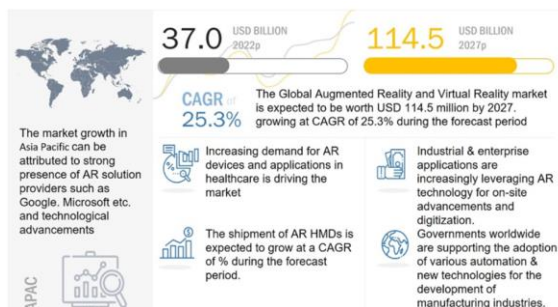 37.0 USD BILLION
2022p
114.5 USD BILLION
2027p
CAGR of
25.3%
The Global Augmented Reality and Virtual Reality market
is expected to be worth USD 114.5 million by 2027.
growing at CAGR of 25.3% during the forecast period
The market growth in
Asia Pacific can be
attributed to strong
presence of AR solution
providers such as
Google. Microsoft etc.
and technological
advancements
APAC
Increasing demand for AR
devices and applications in
healthcare is driving the
market
The shipment of AR HMDs is
expected to grow at a CAGR
of % during the forecast
period.
Industrial & enterprise
applications are
increasingly leveraging AR
technology for on-site
advancements and
digitization.
Governments worldwide
are supporting the adoption
of various automation &
new technologies for the
development of
manufacturing industries.